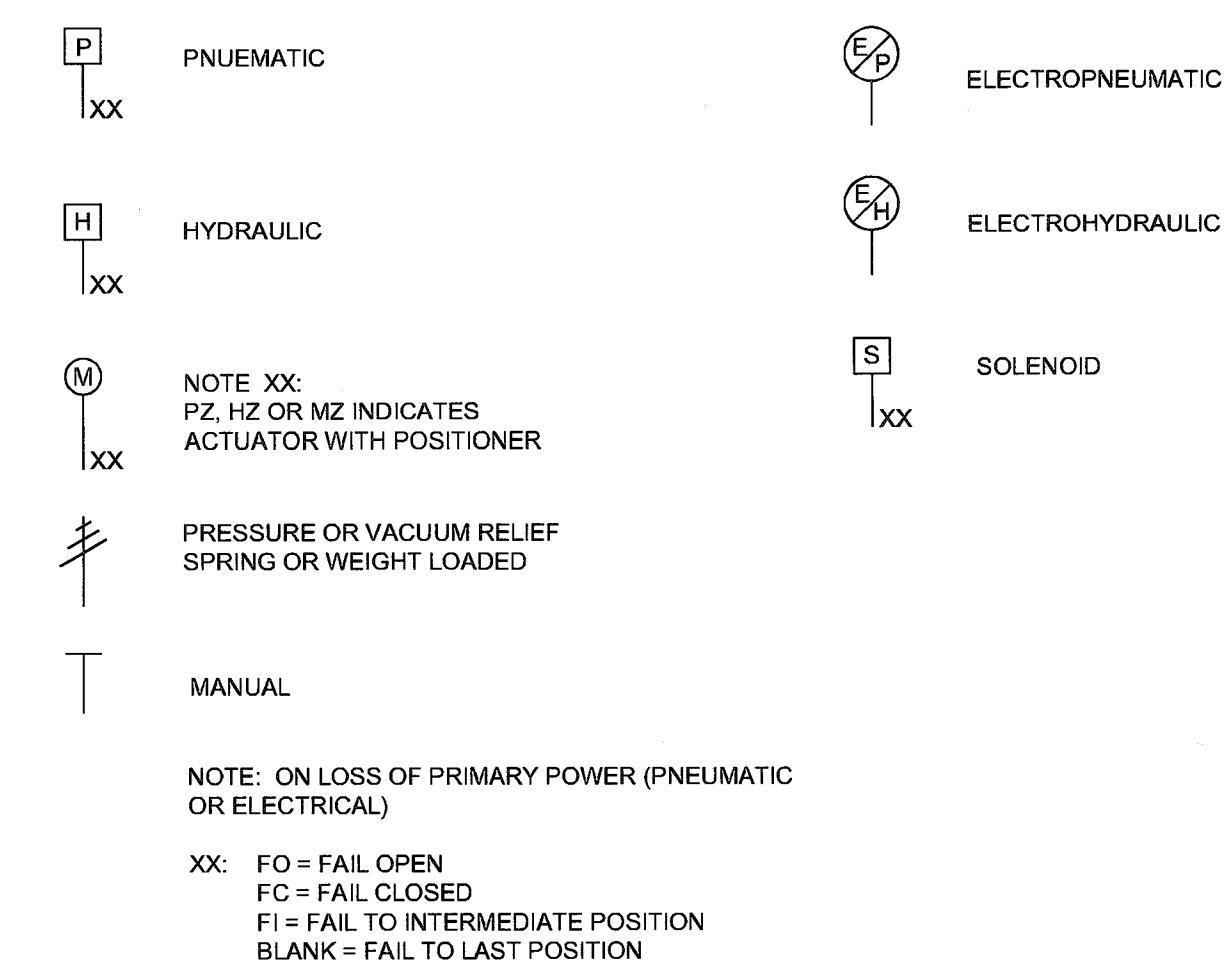 P
XX
PNUEMATIC
E/P
ELECTROPNEUMATIC
H
XX
HYDRAULIC
E/H
ELECTROHYDRAULIC
M
XX
NOTE XX:
PZ, HZ OR MZ INDICATES
ACTUATOR WITH POSITIONER
S
XX
SOLENOID
PRESSURE OR VACUUM RELIEF
SPRING OR WEIGHT LOADED
MANUAL
NOTE: ON LOSS OF PRIMARY POWER (PNEUMATIC
OR ELECTRICAL)
XX: FO = FAIL OPEN
FC = FAIL CLOSED
FI = FAIL TO INTERMEDIATE POSITION
BLANK = FAIL TO LAST POSITION